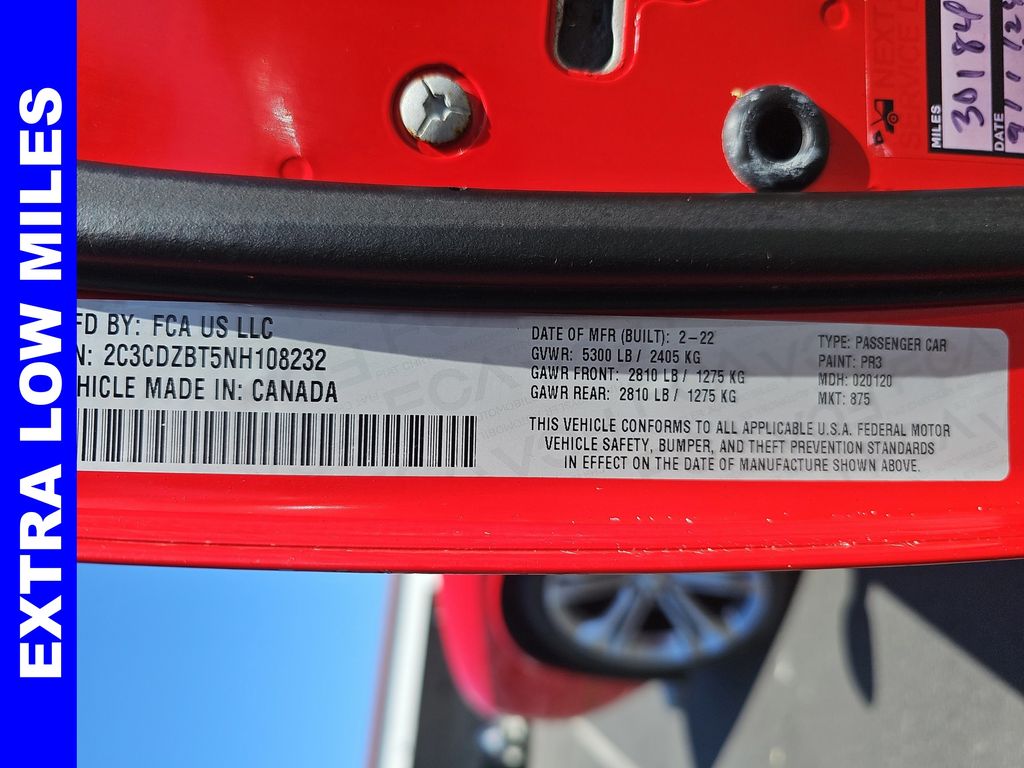 EXTRA LOW MILES
NEXT
SERVICE D
MILES
30184
DATE
FD BY: FCA US LLC
N: 2C3CDZBT5NH108232
HICLE MADE IN: CANADA
DATE OF MFR (BUILT): 2-22
GVWR: 5300 LB / 2405 KG
GAWR FRONT: 2810 LB / 1275 KG
GAWR REAR: 2810 LB / 1275 KG
TYPE: PASSENGER CAR
PAINT: PR3
MDH: 020120
MKT: 875
THIS VEHICLE CONFORMS TO ALL APPLICABLE U.S.A. FEDERAL MOTOR
VEHICLE SAFETY, BUMPER, AND THEFT PREVENTION STANDARDS
IN EFFECT ON THE DATE OF MANUFACTURE SHOWN ABOVE.